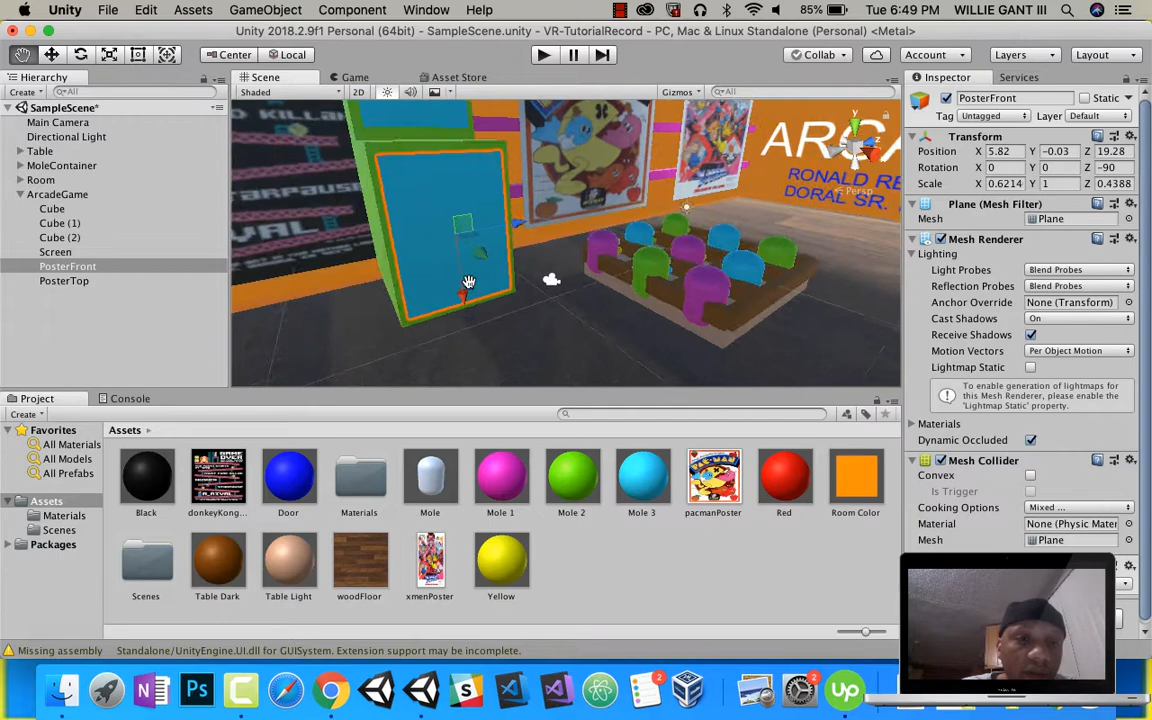 Unity File Edit Assets GameObject Component Window Help 2 85% Tue 6:49 PM WILLIE GANT III
Unity 2018.2.9f1 Personal (64bit) - SampleScene.unity - VR-TutorialRecord - PC, Mac & Linux Standalone (Personal) <Metal>
Center Local Collab Account Layers Layout
Hierarchy Scene Game Asset Store Inspector Services
Create All Shaded 2D Gizmos All
PosterFront Static
Tag Untagged Layer Default
SampleScene*
Main Camera
Directional Light
Table
MoleContainer
Room
ArcadeGame
Cube
Cube (1)
Cube (2)
Screen
PosterFront
PosterTop
ARCA
RONALD RE
DORAL SR.
y
z
Persp
Transform
Position X 5.82 Y -0.03 Z 19.28
Rotation X 0 Y 0 Z -90
Scale X 0.6214 Y 1 Z 0.4388
Plane (Mesh Filter)
Mesh Plane
Mesh Renderer
Lighting
Light Probes Blend Probes
Reflection Probes Blend Probes
Anchor Override None (Transform)
Cast Shadows On
Receive Shadows
Motion Vectors Per Object Motion
Lightmap Static
To enable generation of lightmaps for
this Mesh Renderer, please enable the
'Lightmap Static' property.
Materials
Dynamic Occluded
Mesh Collider
Convex
Is Trigger
Cooking Options Mixed ...
Material None (Physic Mater
Mesh Plane
Project Console
Create
Favorites
All Materials
All Models
All Prefabs
Assets
Materials
Scenes
Packages
Assets
Black donkeyKong... Door Materials Mole Mole 1 Mole 2 Mole 3 pacmanPoster Red Room Color
Scenes Table Dark Table Light woodFloor xmenPoster Yellow
Missing assembly Standalone/UnityEngine.UI.dll for GUISystem. Extension support may be incomplete.
N Ps S 2 2 Up